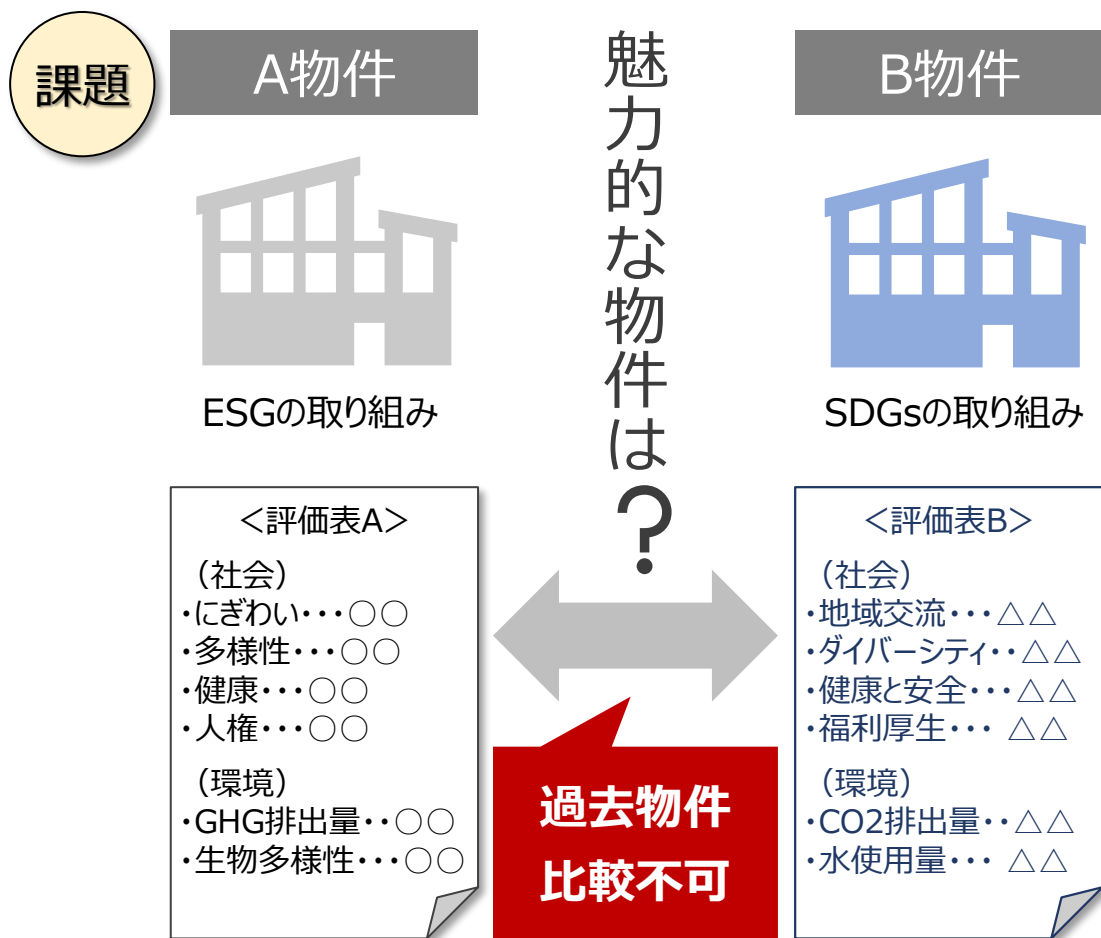 課題
A物件
魅力的な物件は?
B物件
ESGの取り組み
SDGsの取り組み
<評価表A>
（社会）
・にぎわい・・・○○
・多様性・・・○○
・健康・・・○○
・人権・・・○○
（環境）
・GHG排出量・・○○
・生物多様性・・・○○
過去物件
比較不可
<評価表B>
（社会）
・地域交流・・・△△
・ダイバーシティ・・△△
・健康と安全・・・△△
・福利厚生・・・ △△
（環境）
・CO2排出量・・△△
・水使用量・・・ △△